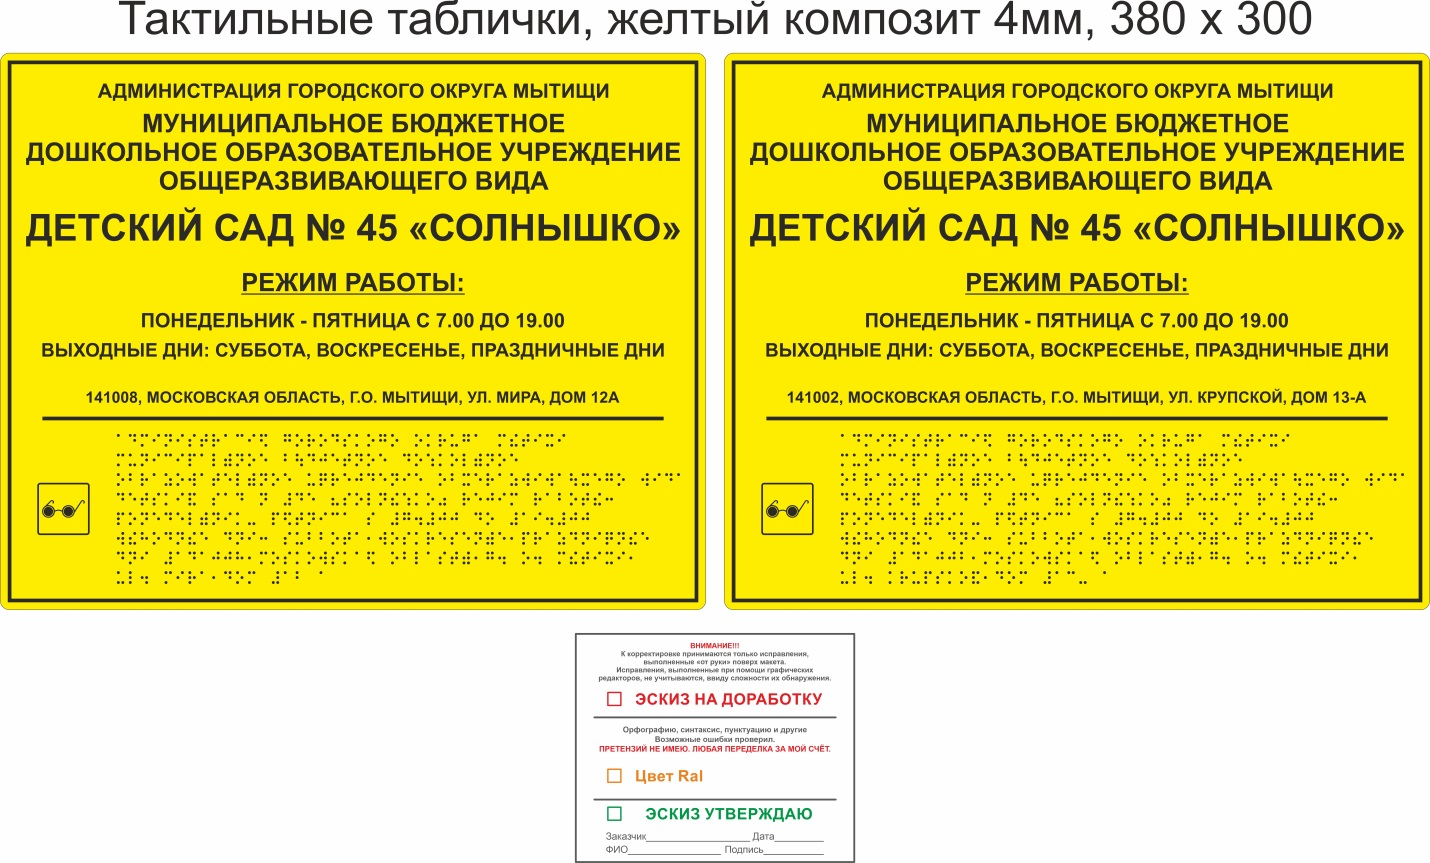 Тактильные таблички, желтый композит 4мм, 380 х 300
АДМИНИСТРАЦИЯ ГОРОДСКОГО ОКРУГА МЫТИЩИ
МУНИЦИПАЛЬНОЕ БЮДЖЕТНОЕ
ДОШКОЛЬНОЕ ОБРАЗОВАТЕЛЬНОЕ УЧРЕЖДЕНИЕ
ОБЩЕРАЗВИВАЮЩЕГО ВИДА
ДЕТСКИЙ САД № 45 «СОЛНЫШКО»
РЕЖИМ РАБОТЫ:
ПОНЕДЕЛЬНИК - ПЯТНИЦА С 7.00 ДО 19.00
ВЫХОДНЫЕ ДНИ: СУББОТА, ВОСКРЕСЕНЬЕ, ПРАЗДНИЧНЫЕ ДНИ
141008, МОСКОВСКАЯ ОБЛАСТЬ, Г.О. МЫТИЩИ, УЛ. МИРА, ДОМ 12А
АДМИНИСТРАЦИЯ ГОРОДСКОГО ОКРУГА МЫТИЩИ
МУНИЦИПАЛЬНОЕ БЮДЖЕТНОЕ
ДОШКОЛЬНОЕ ОБРАЗОВАТЕЛЬНОЕ УЧРЕЖДЕНИЕ
ОБЩЕРАЗВИВАЮЩЕГО ВИДА
ДЕТСКИЙ САД № 45 «СОЛНЫШКО»
РЕЖИМ РАБОТЫ:
ПОНЕДЕЛЬНИК - ПЯТНИЦА С 7.00 ДО 19.00
ВЫХОДНЫЕ ДНИ: СУББОТА, ВОСКРЕСЕНЬЕ, ПРАЗДНИЧНЫЕ ДНИ
141002, МОСКОВСКАЯ ОБЛАСТЬ, Г.О. МЫТИЩИ, УЛ. КРУПСКОЙ, ДОМ 13-А
ВНИМАНИЕ!!!
К корректировке принимаются только исправления,
выполненные «от руки» поверх макета.
Исправления, выполненные при помощи графических
редакторов, не учитываются, ввиду сложности их обнаружения.
ЭСКИЗ НА ДОРАБОТКУ
Орфографию, синтаксис, пунктуацию и другие
Возможные ошибки проверил.
ПРЕТЕНЗИЙ НЕ ИМЕЮ. ЛЮБАЯ ПЕРЕДЕЛКА ЗА МОЙ СЧЁТ.
Цвет Ral
ЭСКИЗ УТВЕРЖДАЮ
Заказчик____________________ Дата__________
ФИО__________________ Подпись____________